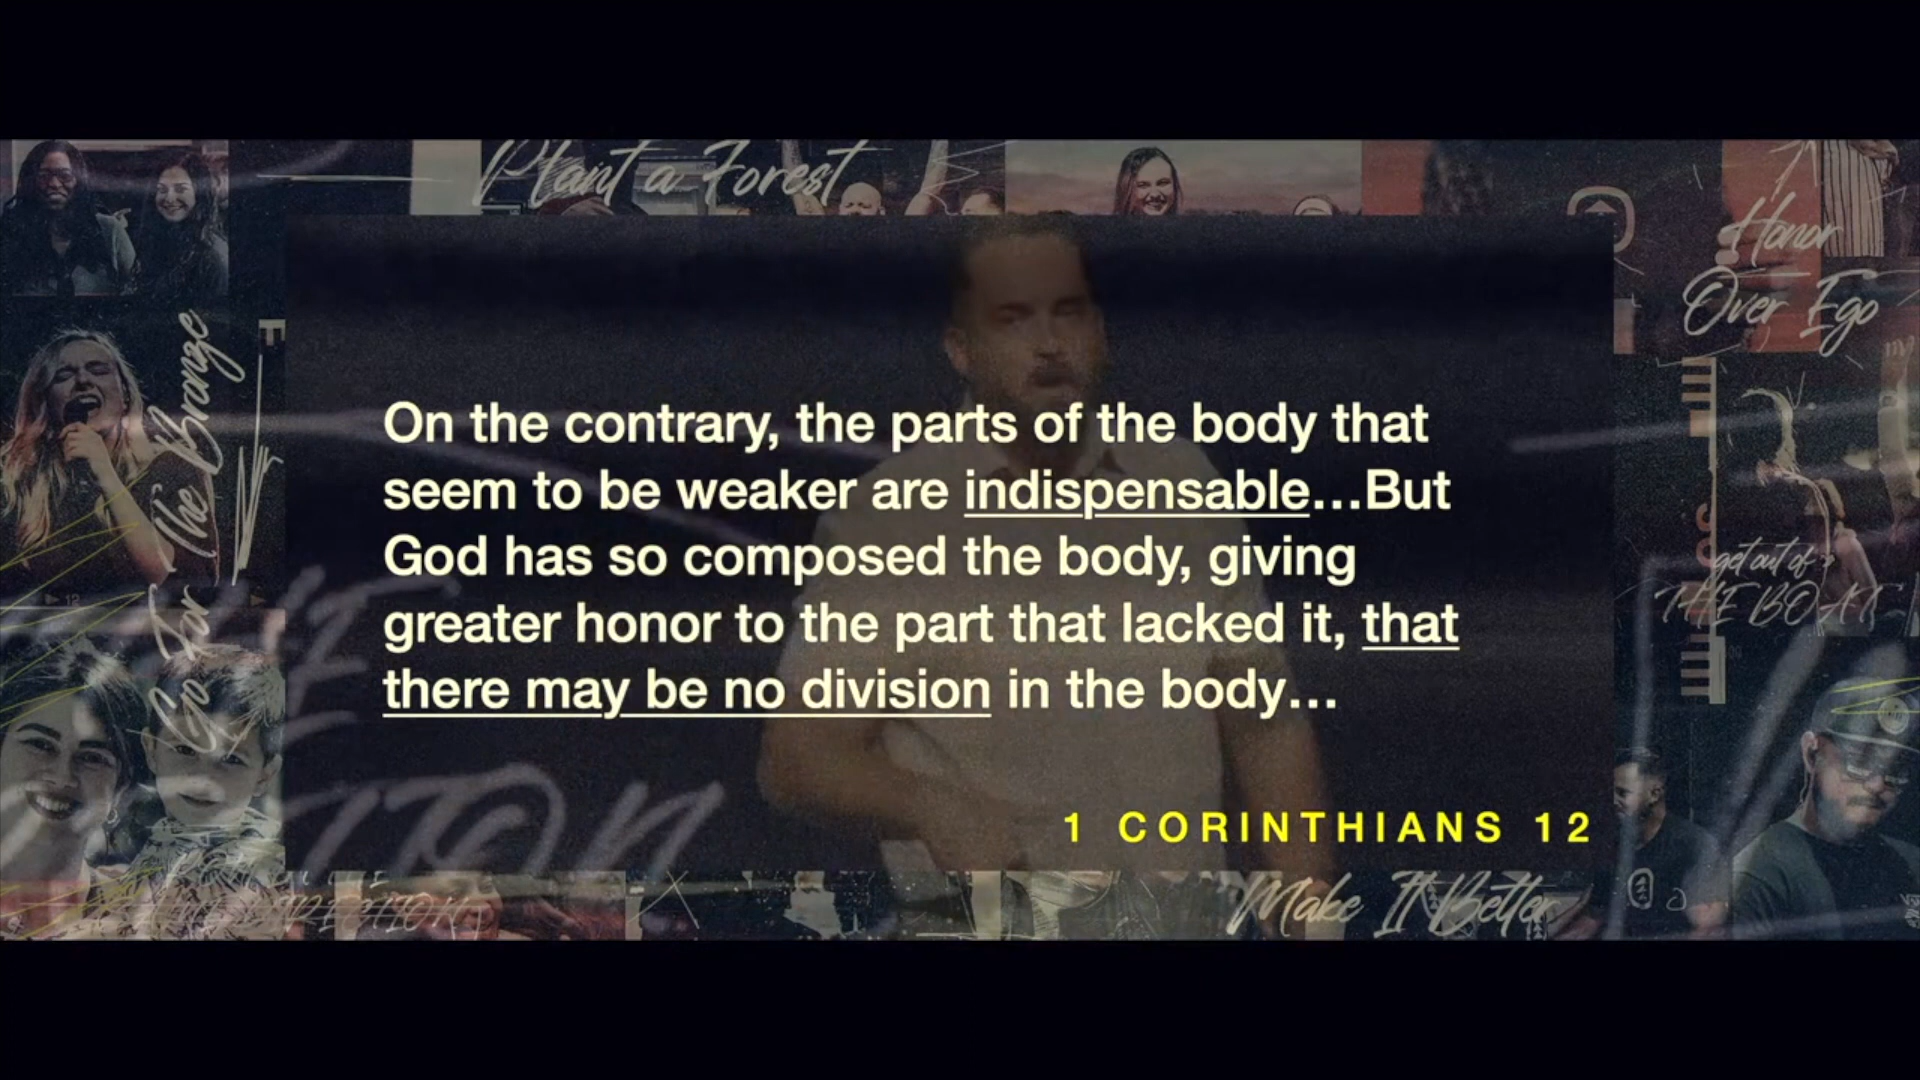 Plant a Forest
Honor
Over Ego
Go For The Bronze
On the contrary, the parts of the body that
seem to be weaker are indispensable...But
God has so composed the body, giving
greater honor to the part that lacked it, that
there may be no division in the body...
get out of
THE BOAT
1 CORINTHIANS 12
Make It Better